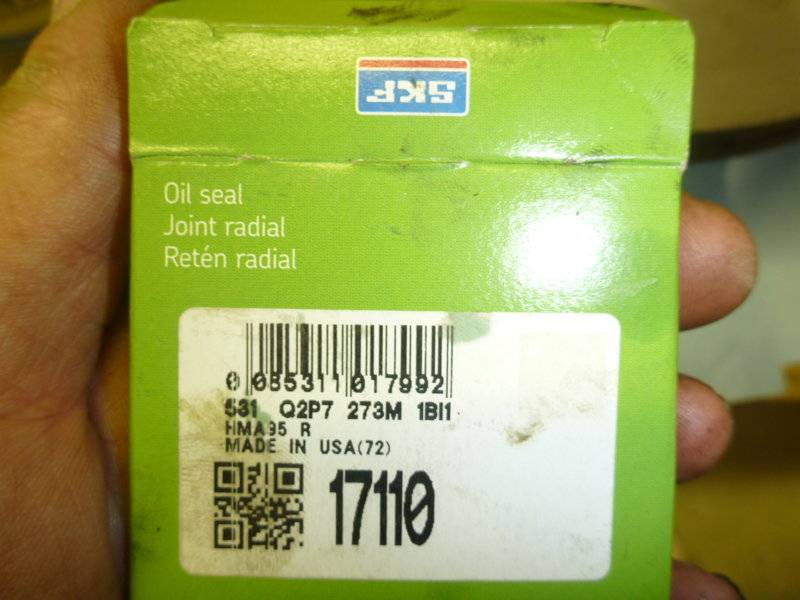 SKF
Oil seal
Joint radial
Retén radial
0 085311 017992
531 Q2P7 273M 1BI1
HMA95 R
MADE IN USA(72)
17110